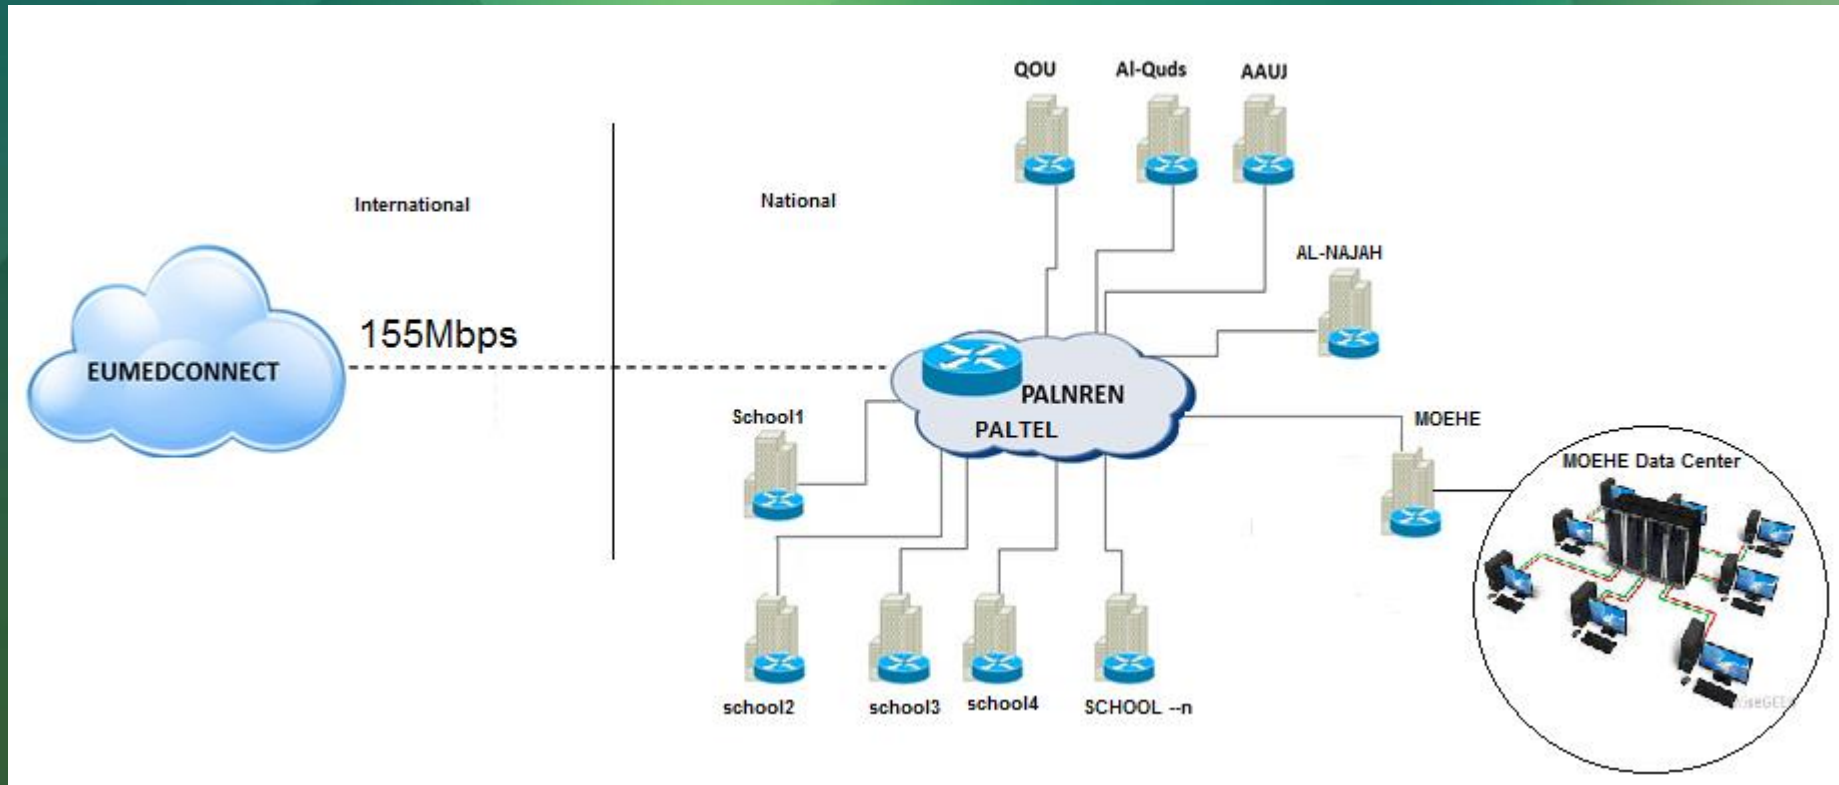 QOU
Al-Quds
AAUJ
International
National
AL-NAJAH
155Mbps
EUMEDCONNECT
PALNREN
PALTEL
School1
MOEHE
MOEHE Data Center
school2
school3
school4
SCHOOL --n